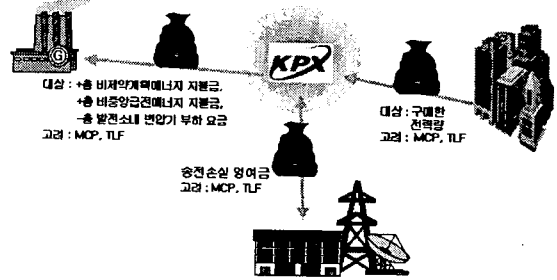 G
KPX
대상 : +총 비제약계획에너지 지불금,
+총 비중앙급전에너지 지불금,
-총 발전소내 변압기 부하 요금
고려 : MCP, TLF
대상 : 구매한
전력량
고려 : MCP, TLF
송전손실 잉여금
고려 : MCP, TLF